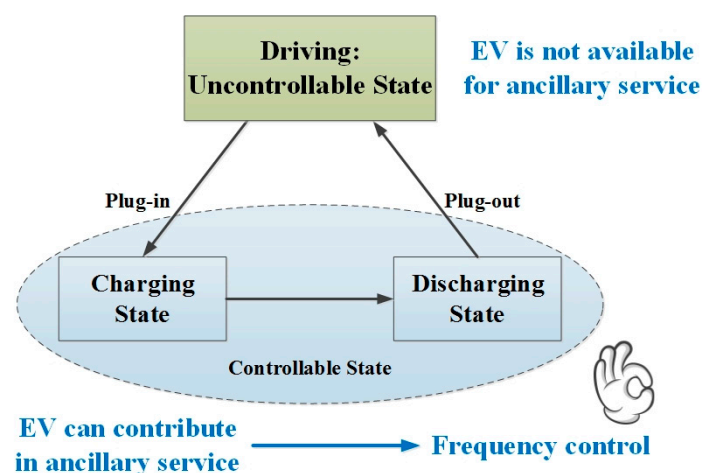 Driving:
Uncontrollable State
EV is not available
for ancillary service
Plug-in
Plug-out
Charging
State
Discharging
State
Controllable State
EV can contribute
in ancillary service
Frequency control